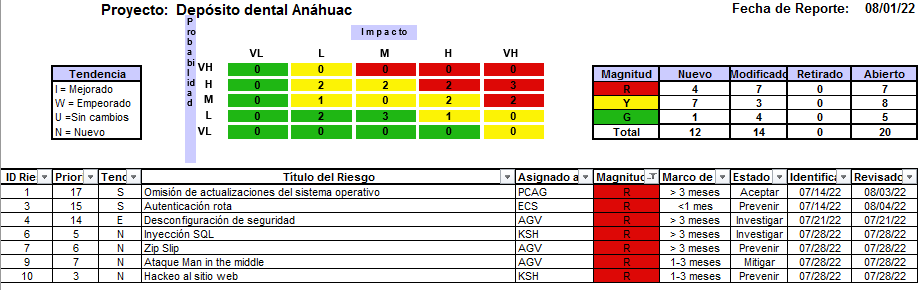 Proyecto: Depósito dental Anáhuac
Fecha de Reporte: 08/01/22
Probabilidad
Impacto
VL L M H VH
VH 0 0 0 0 0
H 0 2 2 2 3
M 0 1 0 2 2
L 0 2 3 1 0
VL 0 0 0 0 0
Tendencia
I = Mejorado
W = Empeorado
U =Sin cambios
N = Nuevo
Magnitud Nuevo Modificado Retirado Abierto
R 4 7 0 7
Y 7 3 0 8
G 1 4 0 5
Total 12 14 0 20
ID Rie Prior Tend Título del Riesgo Asignado a Magnitud Marco de Estado Identifica Revisado
1 17 S Omisión de actualizaciones del sistema operativo PCAG R > 3 meses Aceptar 07/14/22 08/03/22
3 15 S Autenticación rota ECS R <1 mes Prevenir 07/14/22 08/04/22
4 14 E Desconfiguración de seguridad AGV R > 3 meses Investigar 07/21/22 07/21/22
6 5 N Inyección SQL KSH R > 3 meses Investigar 07/28/22 07/28/22
7 6 N Zip Slip AGV R > 3 meses Prevenir 07/28/22 07/28/22
9 7 N Ataque Man in the middle AGV R 1-3 meses Mitigar 07/28/22 07/28/22
10 3 N Hackeo al sitio web KSH R 1-3 meses Prevenir 07/28/22 07/28/22